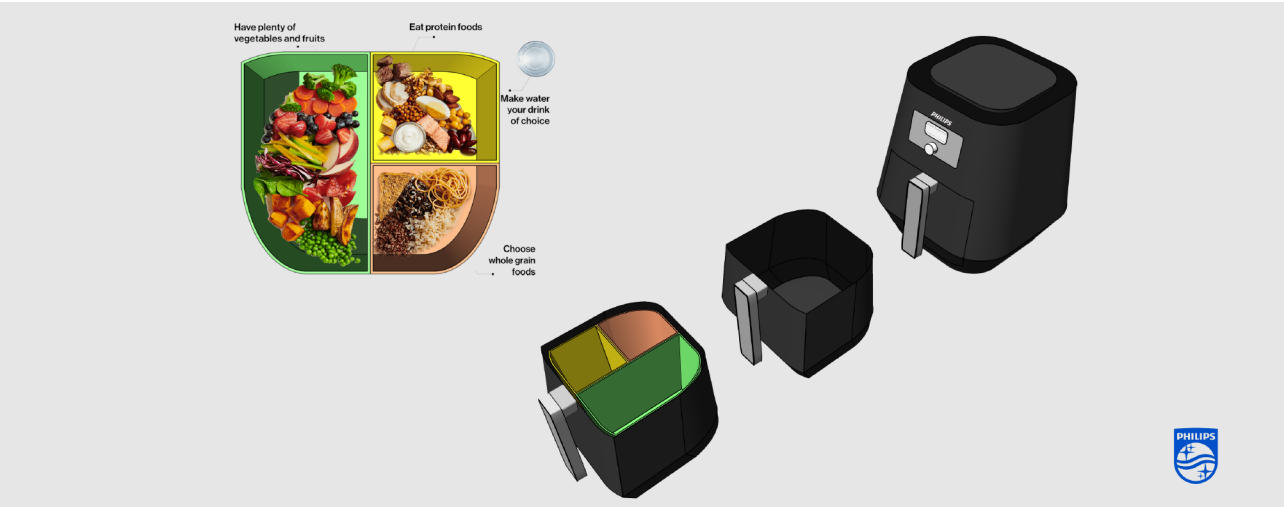 Have plenty of
vegetables and fruits
Eat protein foods
Make water
your drink
of choice
Choose
whole grain
foods
PHILIPS
PHILIPS